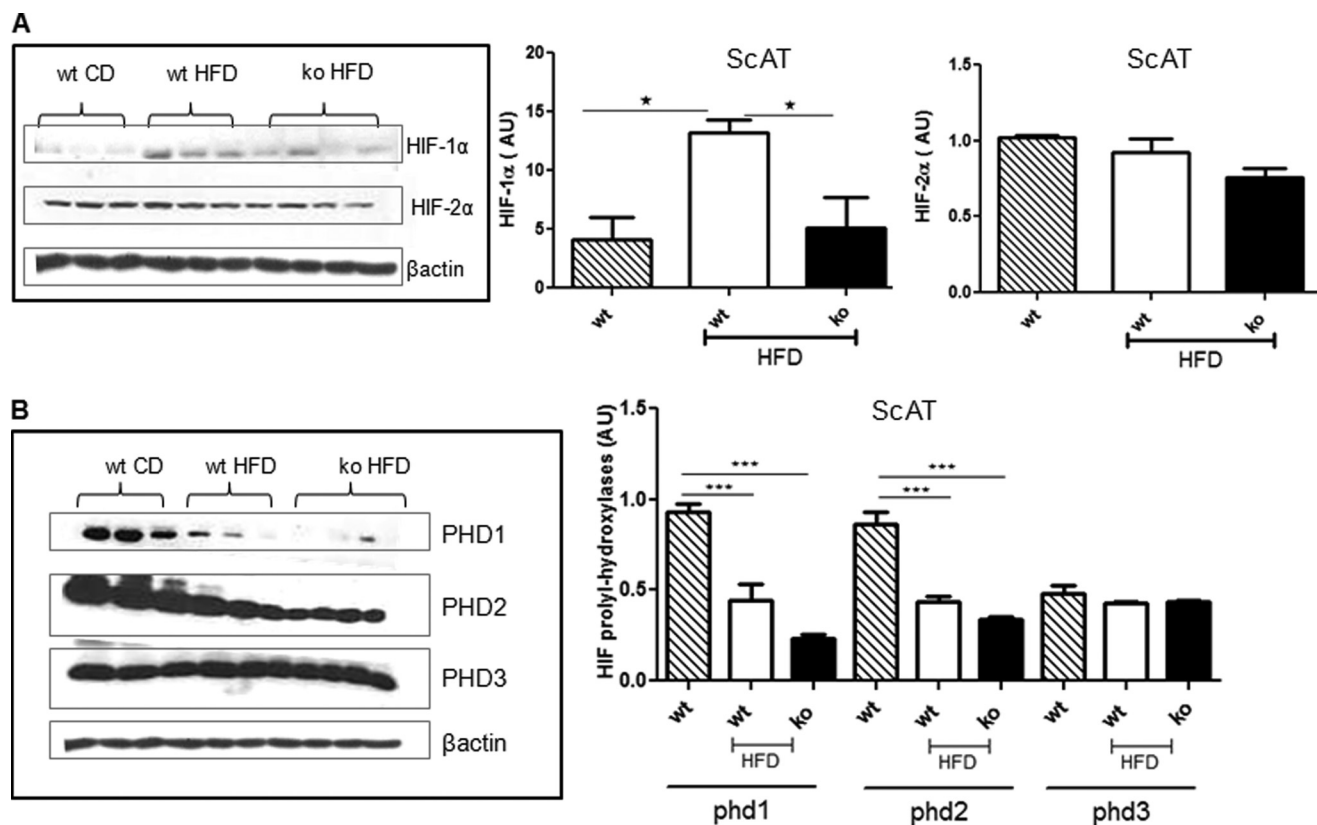 A
wt CD wt HFD ko HFD
HIF-1α
HIF-2α
βactin
ScAT
HIF-1α ( AU)
20
15
10
5
0
★ ★
wt wt ko
HFD
ScAT
HIF-2α ( AU)
1.5
1.0
0.5
0.0
wt wt ko
HFD
B
wt CD wt HFD ko HFD
PHD1
PHD2
PHD3
βactin
ScAT
HIF prolyl-hydroxylases (AU)
1.5
1.0
0.5
0.0
*** ***
*** ***
wt wt ko wt wt ko wt wt ko
HFD HFD HFD
phd1 phd2 phd3